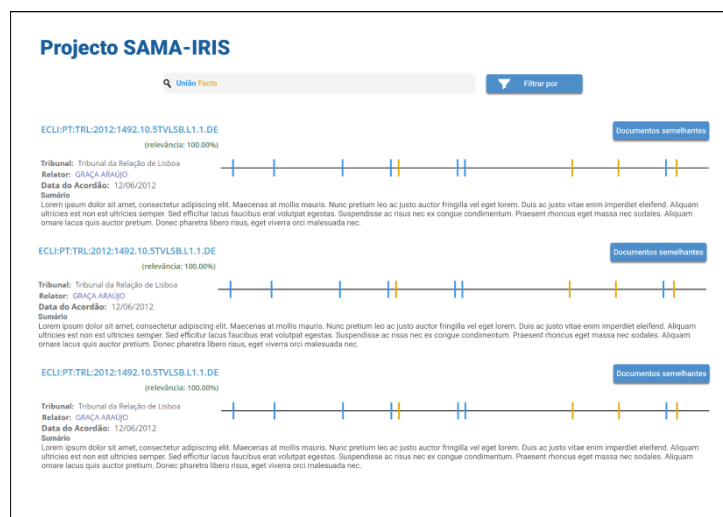 Projecto SAMA-IRIS
União Facto
Filtrar por
ECLI:PT:TRL:2012:1492.10.5TVLSB.L1.1.DE
Documentos semelhantes
(relevância: 100.00%)
Tribunal: Tribunal da Relação de Lisboa
Relator: GRAÇA ARAÚJO
Data do Acordão: 12/06/2012
Sumário
Lorem ipsum dolor sit amet, consectetur adipiscing elit. Maecenas at mollis mauris. Nunc pretium leo ac justo auctor fringilla vel eget lorem. Duis ac justo vitae enim imperdiet eleifend. Aliquam
ultricies est non est ultricies semper. Sed efficitur lacus faucibus erat volutpat egestas. Suspendisse ac risus nec ex congue condimentum. Praesent rhoncus eget massa nec sodales. Aliquam
ornare lacus quis auctor pretium. Donec pharetra libero risus, eget viverra orci malesuada nec.
ECLI:PT:TRL:2012:1492.10.5TVLSB.L1.1.DE
Documentos semelhantes
(relevância: 100.00%)
Tribunal: Tribunal da Relação de Lisboa
Relator: GRAÇA ARAÚJO
Data do Acordão: 12/06/2012
Sumário
Lorem ipsum dolor sit amet, consectetur adipiscing elit. Maecenas at mollis mauris. Nunc pretium leo ac justo auctor fringilla vel eget lorem. Duis ac justo vitae enim imperdiet eleifend. Aliquam
ultricies est non est ultricies semper. Sed efficitur lacus faucibus erat volutpat egestas. Suspendisse ac risus nec ex congue condimentum. Praesent rhoncus eget massa nec sodales. Aliquam
ornare lacus quis auctor pretium. Donec pharetra libero risus, eget viverra orci malesuada nec.
ECLI:PT:TRL:2012:1492.10.5TVLSB.L1.1.DE
Documentos semelhantes
(relevância: 100.00%)
Tribunal: Tribunal da Relação de Lisboa
Relator: GRAÇA ARAÚJO
Data do Acordão: 12/06/2012
Sumário
Lorem ipsum dolor sit amet, consectetur adipiscing elit. Maecenas at mollis mauris. Nunc pretium leo ac justo auctor fringilla vel eget lorem. Duis ac justo vitae enim imperdiet eleifend. Aliquam
ultricies est non est ultricies semper. Sed efficitur lacus faucibus erat volutpat egestas. Suspendisse ac risus nec ex congue condimentum. Praesent rhoncus eget massa nec sodales. Aliquam
ornare lacus quis auctor pretium. Donec pharetra libero risus, eget viverra orci malesuada nec.